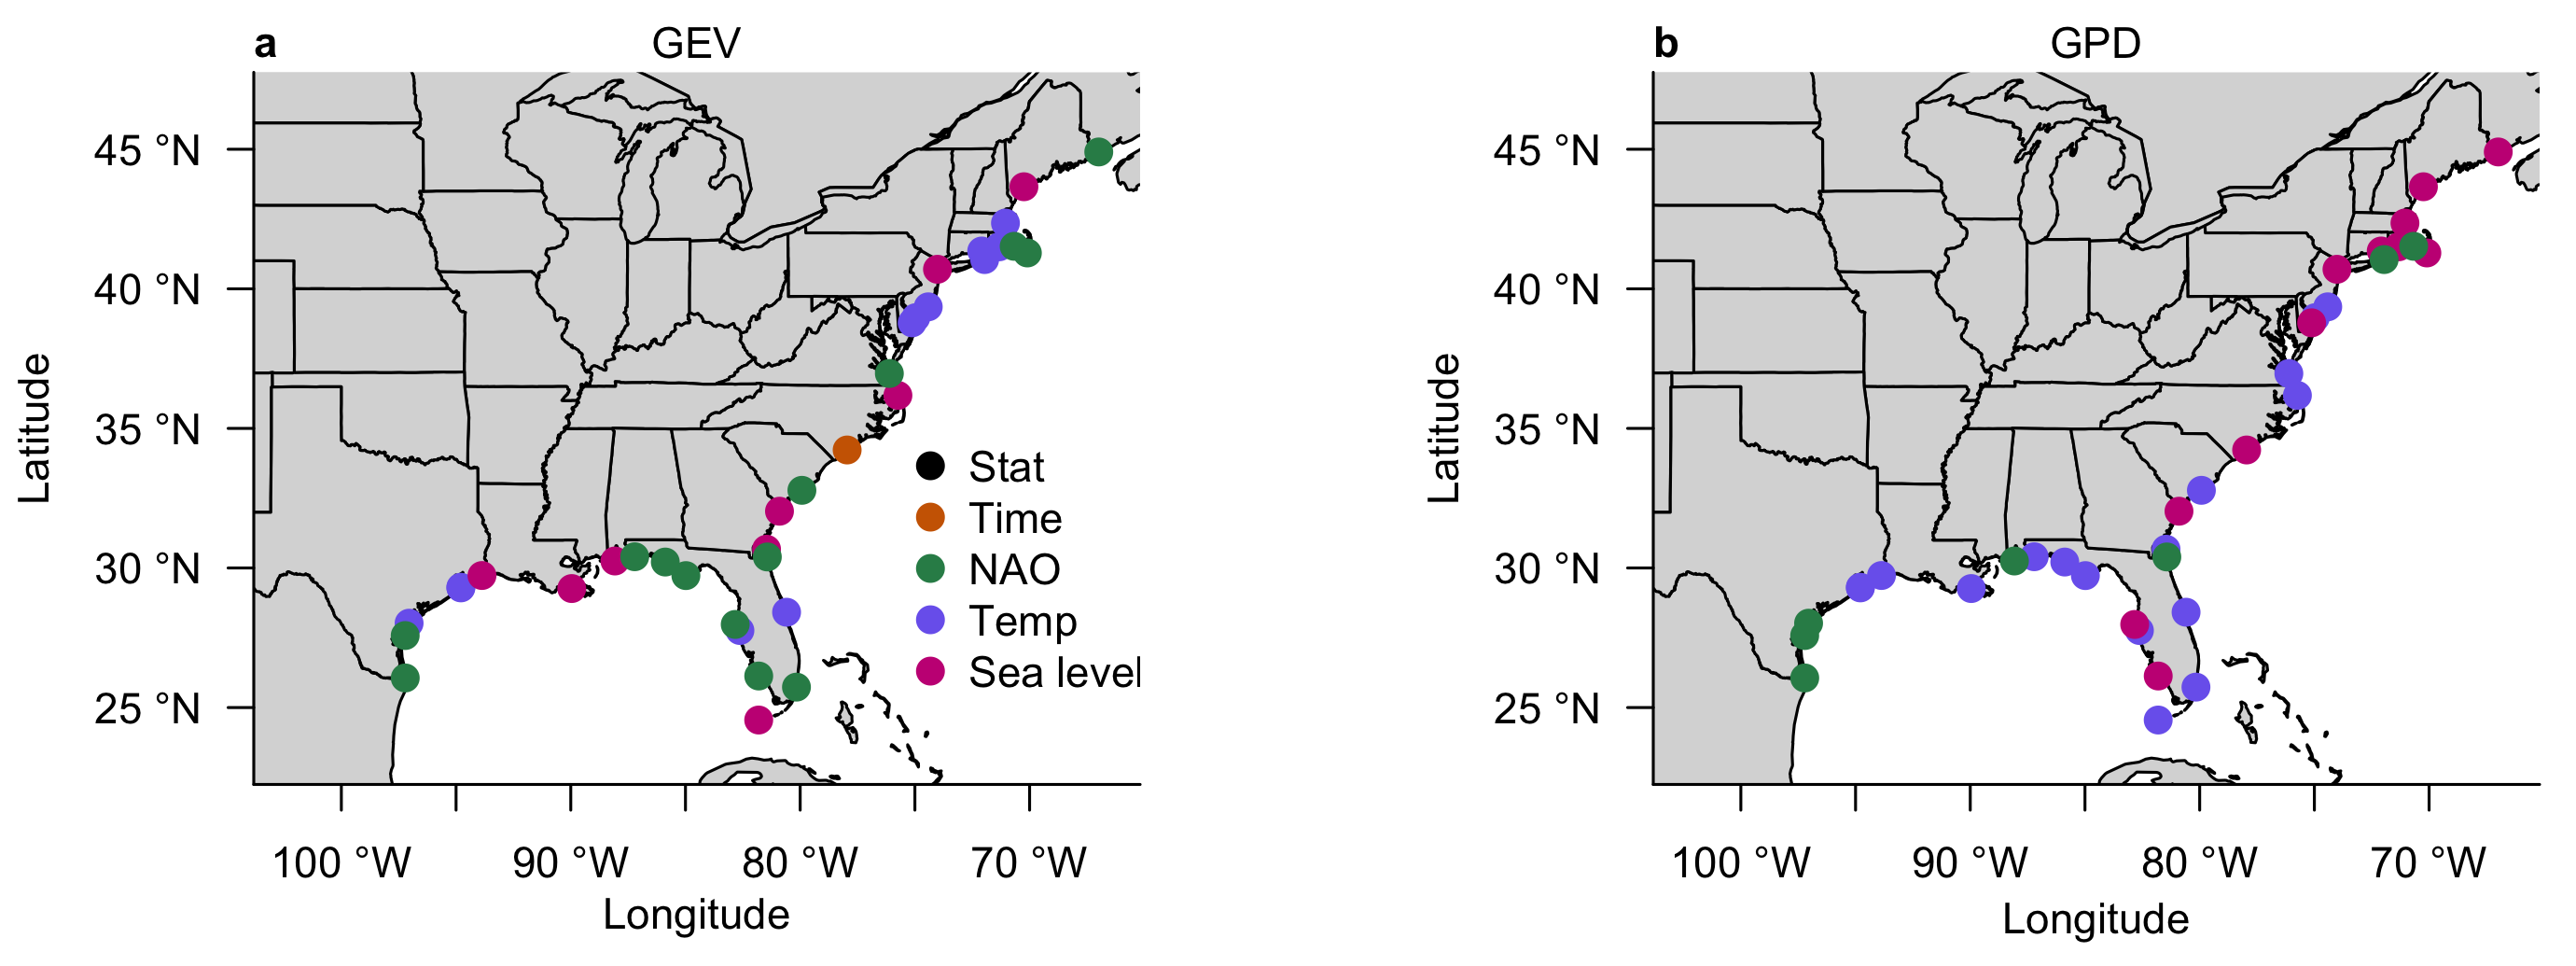 a
GEV
45 °N
40 °N
35 °N
30 °N
25 °N
Latitude
Stat
Time
NAO
Temp
Sea level
100 °W
90 °W
80 °W
70 °W
Longitude
b
GPD
45 °N
40 °N
35 °N
30 °N
25 °N
Latitude
100 °W
90 °W
80 °W
70 °W
Longitude